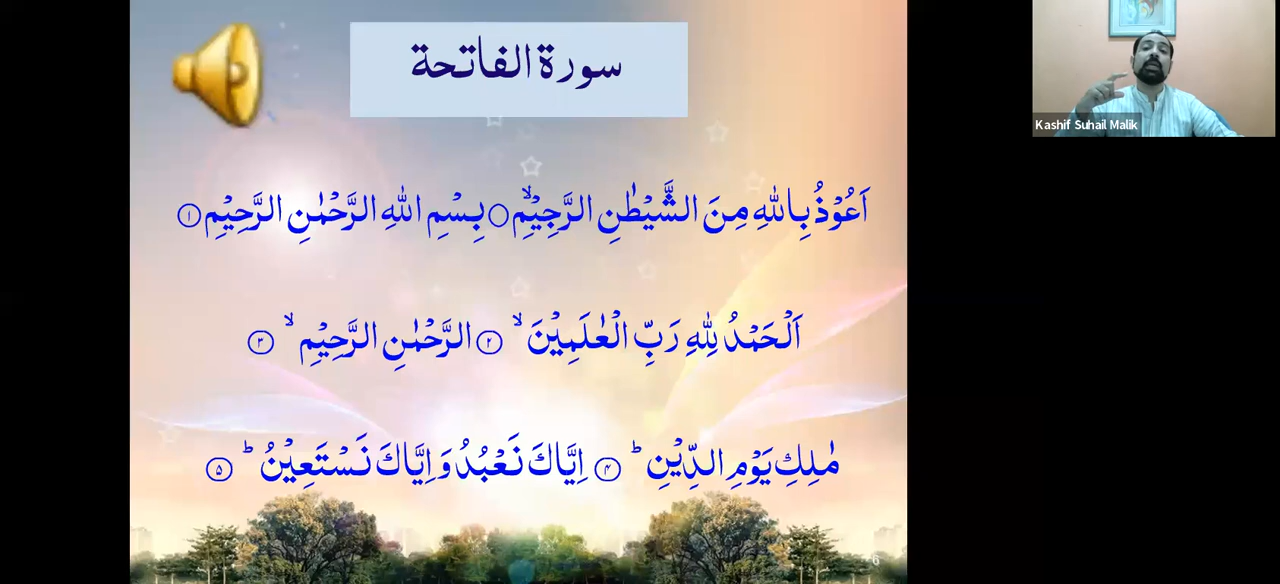 سورة الفاتحة
Kashif Suhail Malik
اَعُوْذُ بِاللّٰهِ مِنَ الشَّيْطٰنِ الرَّجِيْمِۙ ○ بِسْمِ اللّٰهِ الرَّحْمٰنِ الرَّحِيْمِ ①
اَلْحَمْدُ لِلّٰهِ رَبِّ الْعٰلَمِيْنَ ۙ ② الرَّحْمٰنِ الرَّحِيْمِ ۙ ③
مٰلِكِ يَوْمِ الدِّيْنِ ؕ ④ اِيَّاكَ نَعْبُدُ وَ اِيَّاكَ نَسْتَعِيْنُ ؕ ⑤
6